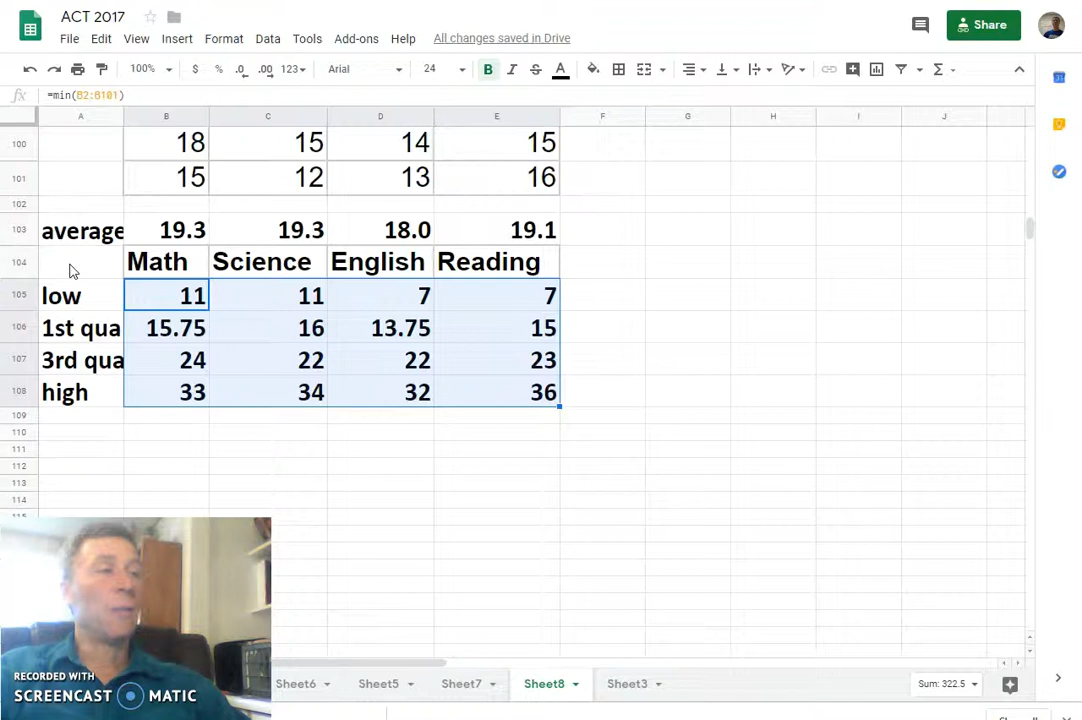 ACT 2017
File Edit View Insert Format Data Tools Add-ons Help All changes saved in Drive
Share
100% $ % .0 .00 123 Arial 24 B I S A Σ
fx =min(B2:B101)
A B C D E F G H I J
100 18 15 14 15
101 15 12 13 16
102
103 average 19.3 19.3 18.0 19.1
104 Math Science English Reading
105 low 11 11 7 7
106 1st qua 15.75 16 13.75 15
107 3rd qua 24 22 22 23
108 high 33 34 32 36
109
110
111
112
113
114
RECORDED WITH
SCREENCAST MATIC
Sheet6 Sheet5 Sheet7 Sheet8 Sheet3 Sum: 322.5